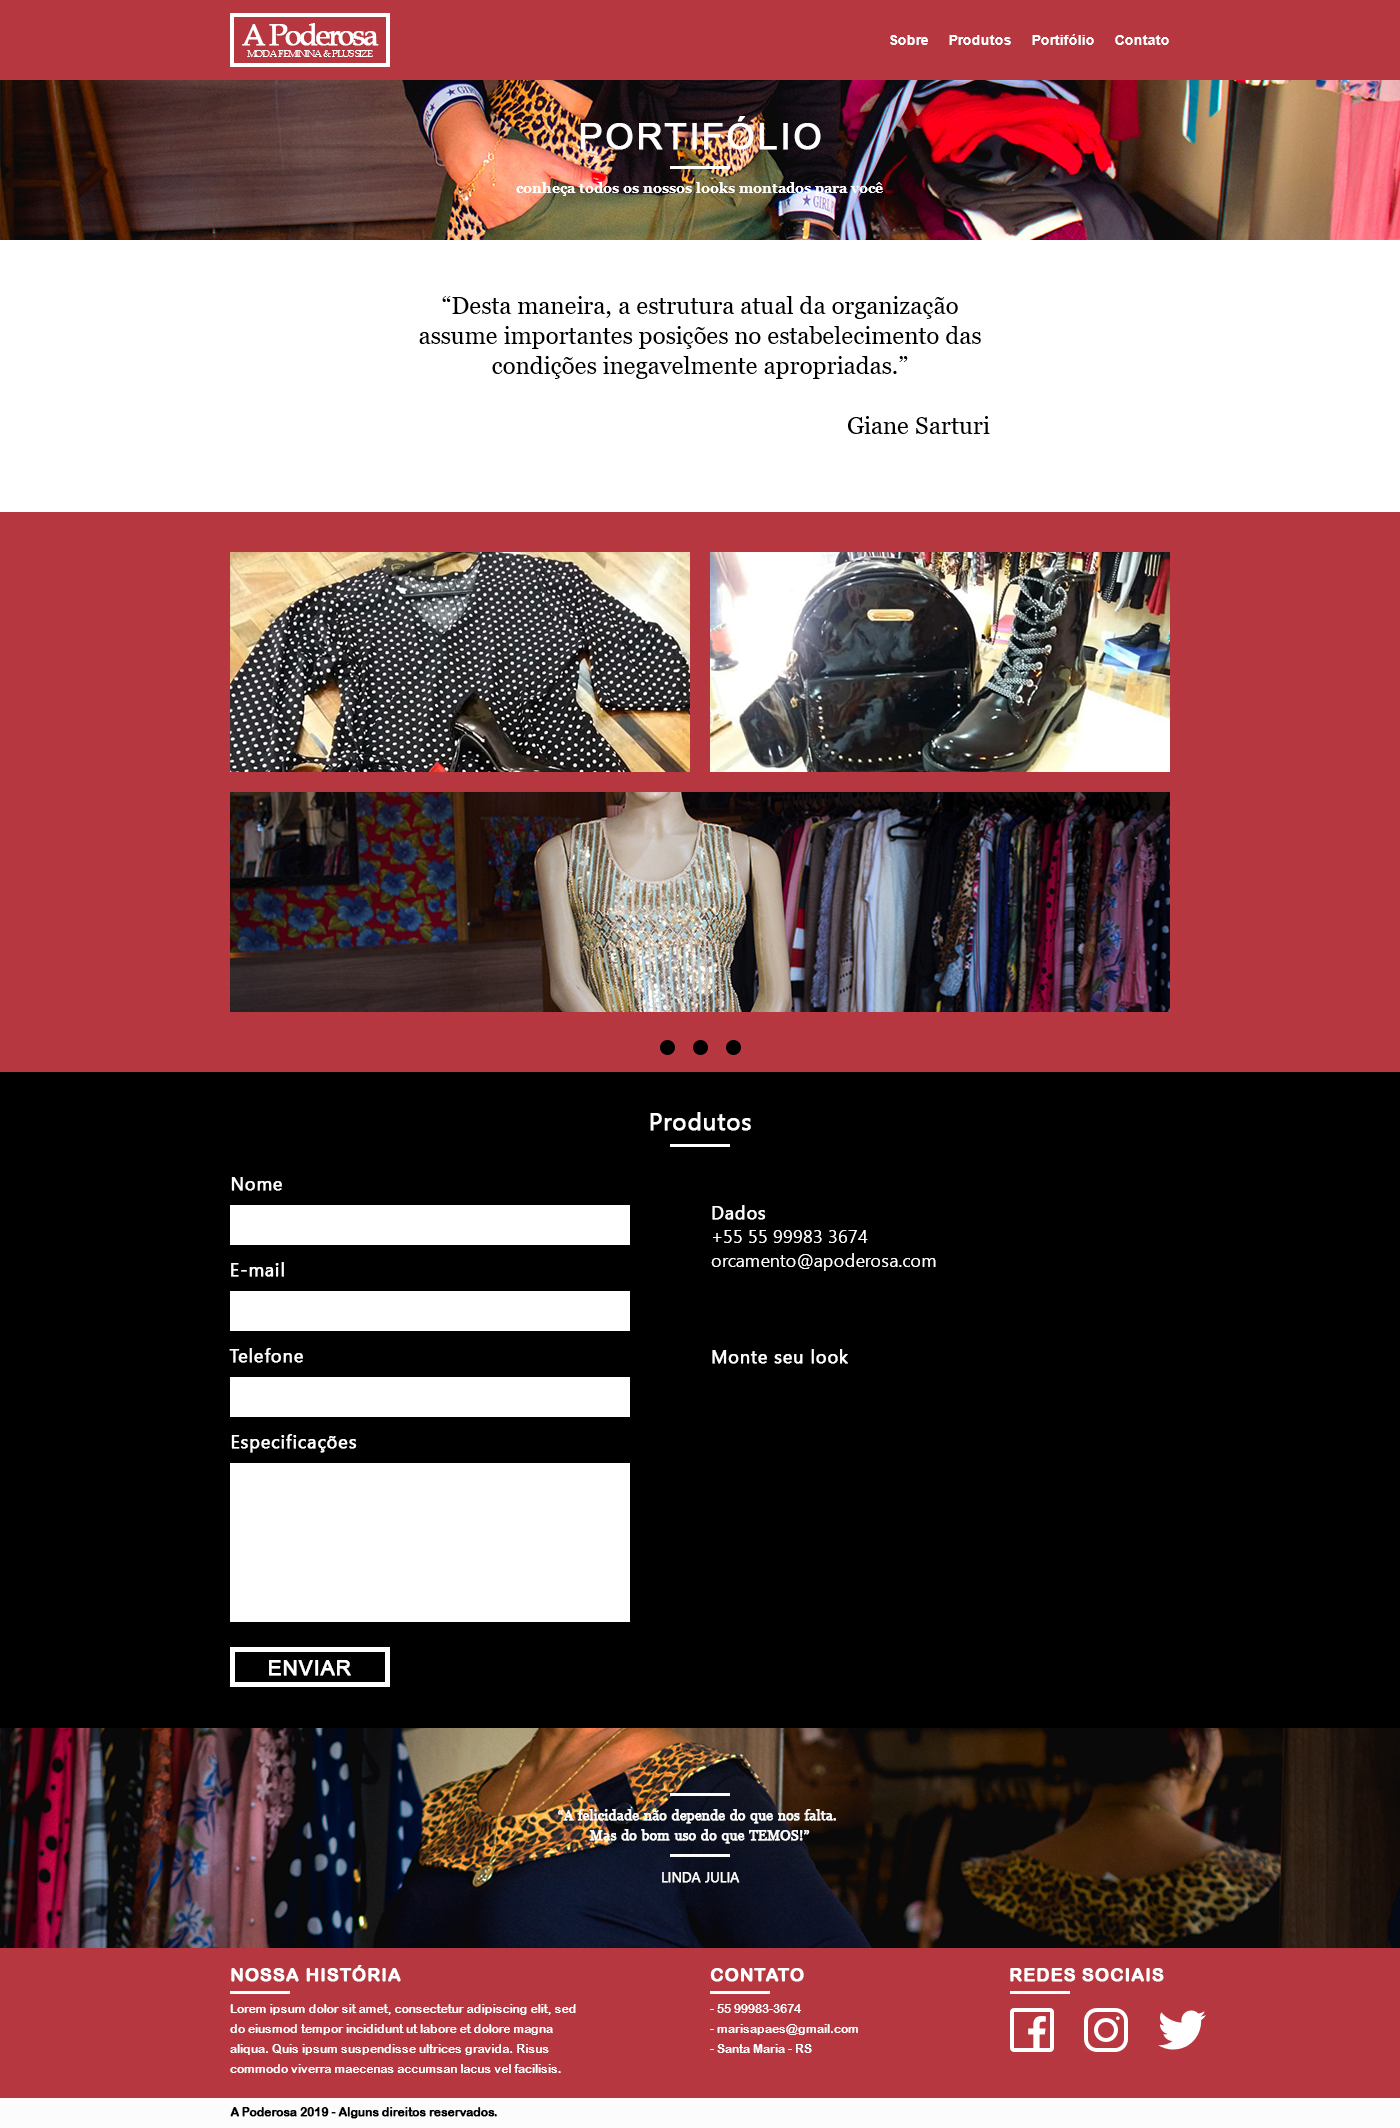 A Poderosa
MODA FEMININA & PLUS SIZE
Sobre Produtos Portifólio Contato
PORTIFÓLIO
conheça todos os nossos looks montados para você
GIRL
GIRL
“Desta maneira, a estrutura atual da organização
assume importantes posições no estabelecimento das
condições inegavelmente apropriadas.”
Giane Sarturi
Produtos
Nome
E-mail
Telefone
Especificações
ENVIAR
Dados
+55 55 99983 3674
orcamento@apoderosa.com
Monte seu look
“A felicidade não depende do que nos falta.
Mas do bom uso do que TEMOS!”
LINDA JULIA
NOSSA HISTÓRIA
Lorem ipsum dolor sit amet, consectetur adipiscing elit, sed
do eiusmod tempor incididunt ut labore et dolore magna
aliqua. Quis ipsum suspendisse ultrices gravida. Risus
commodo viverra maecenas accumsan lacus vel facilisis.
CONTATO
- 55 99983-3674
- marisapaes@gmail.com
- Santa Maria - RS
REDES SOCIAIS
A Poderosa 2019 - Alguns direitos reservados.